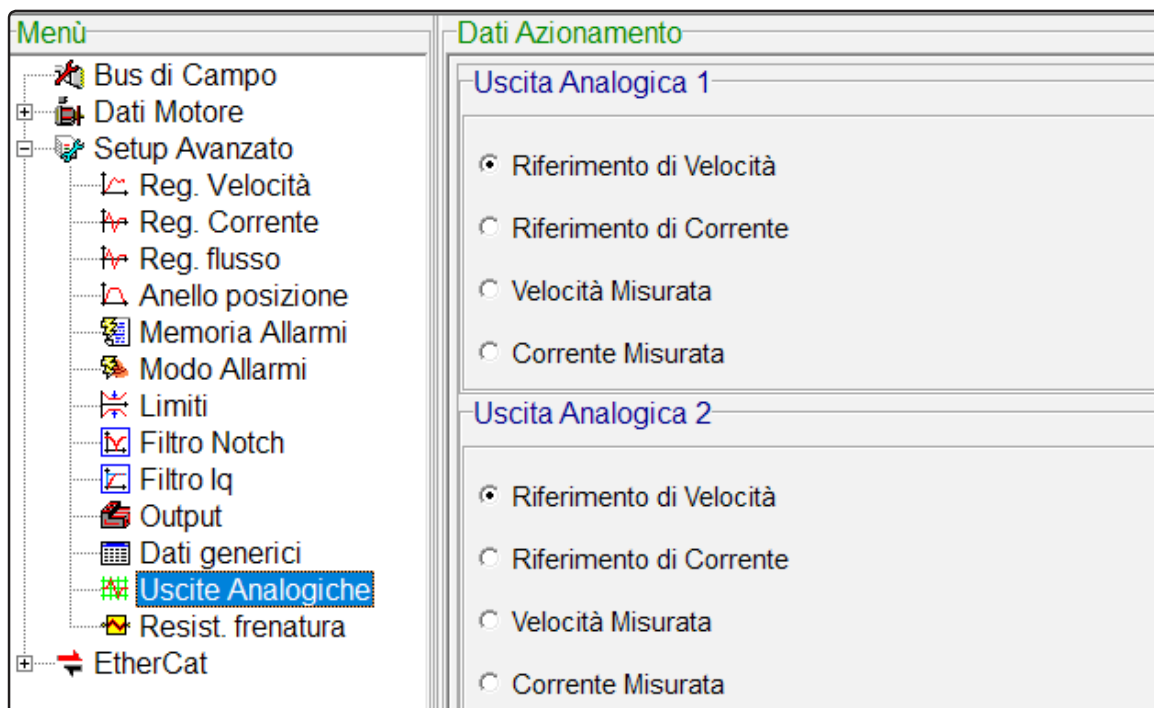 Menù
Bus di Campo
Dati Motore
Setup Avanzato
Reg. Velocità
Reg. Corrente
Reg. flusso
Anello posizione
Memoria Allarmi
Modo Allarmi
Limiti
Filtro Notch
Filtro Iq
Output
Dati generici
Uscite Analogiche
Resist. frenatura
EtherCat
Dati Azionamento
Uscita Analogica 1
Riferimento di Velocità
Riferimento di Corrente
Velocità Misurata
Corrente Misurata
Uscita Analogica 2
Riferimento di Velocità
Riferimento di Corrente
Velocità Misurata
Corrente Misurata